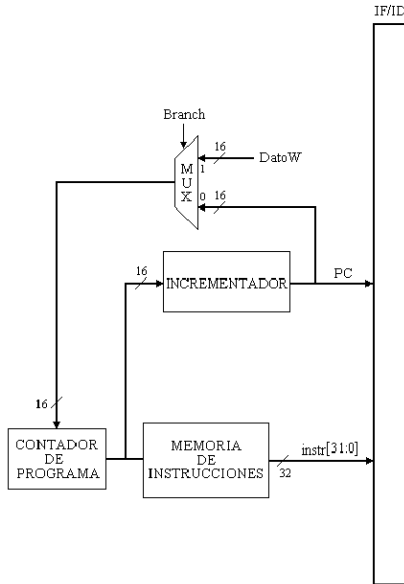 IF/ID
Branch
16
DatoW
M
U
X
1
0
16
16
INCREMENTADOR
PC
16
CONTADOR
DE
PROGRAMA
MEMORIA
DE
INSTRUCCIONES
instr[31:0]
32